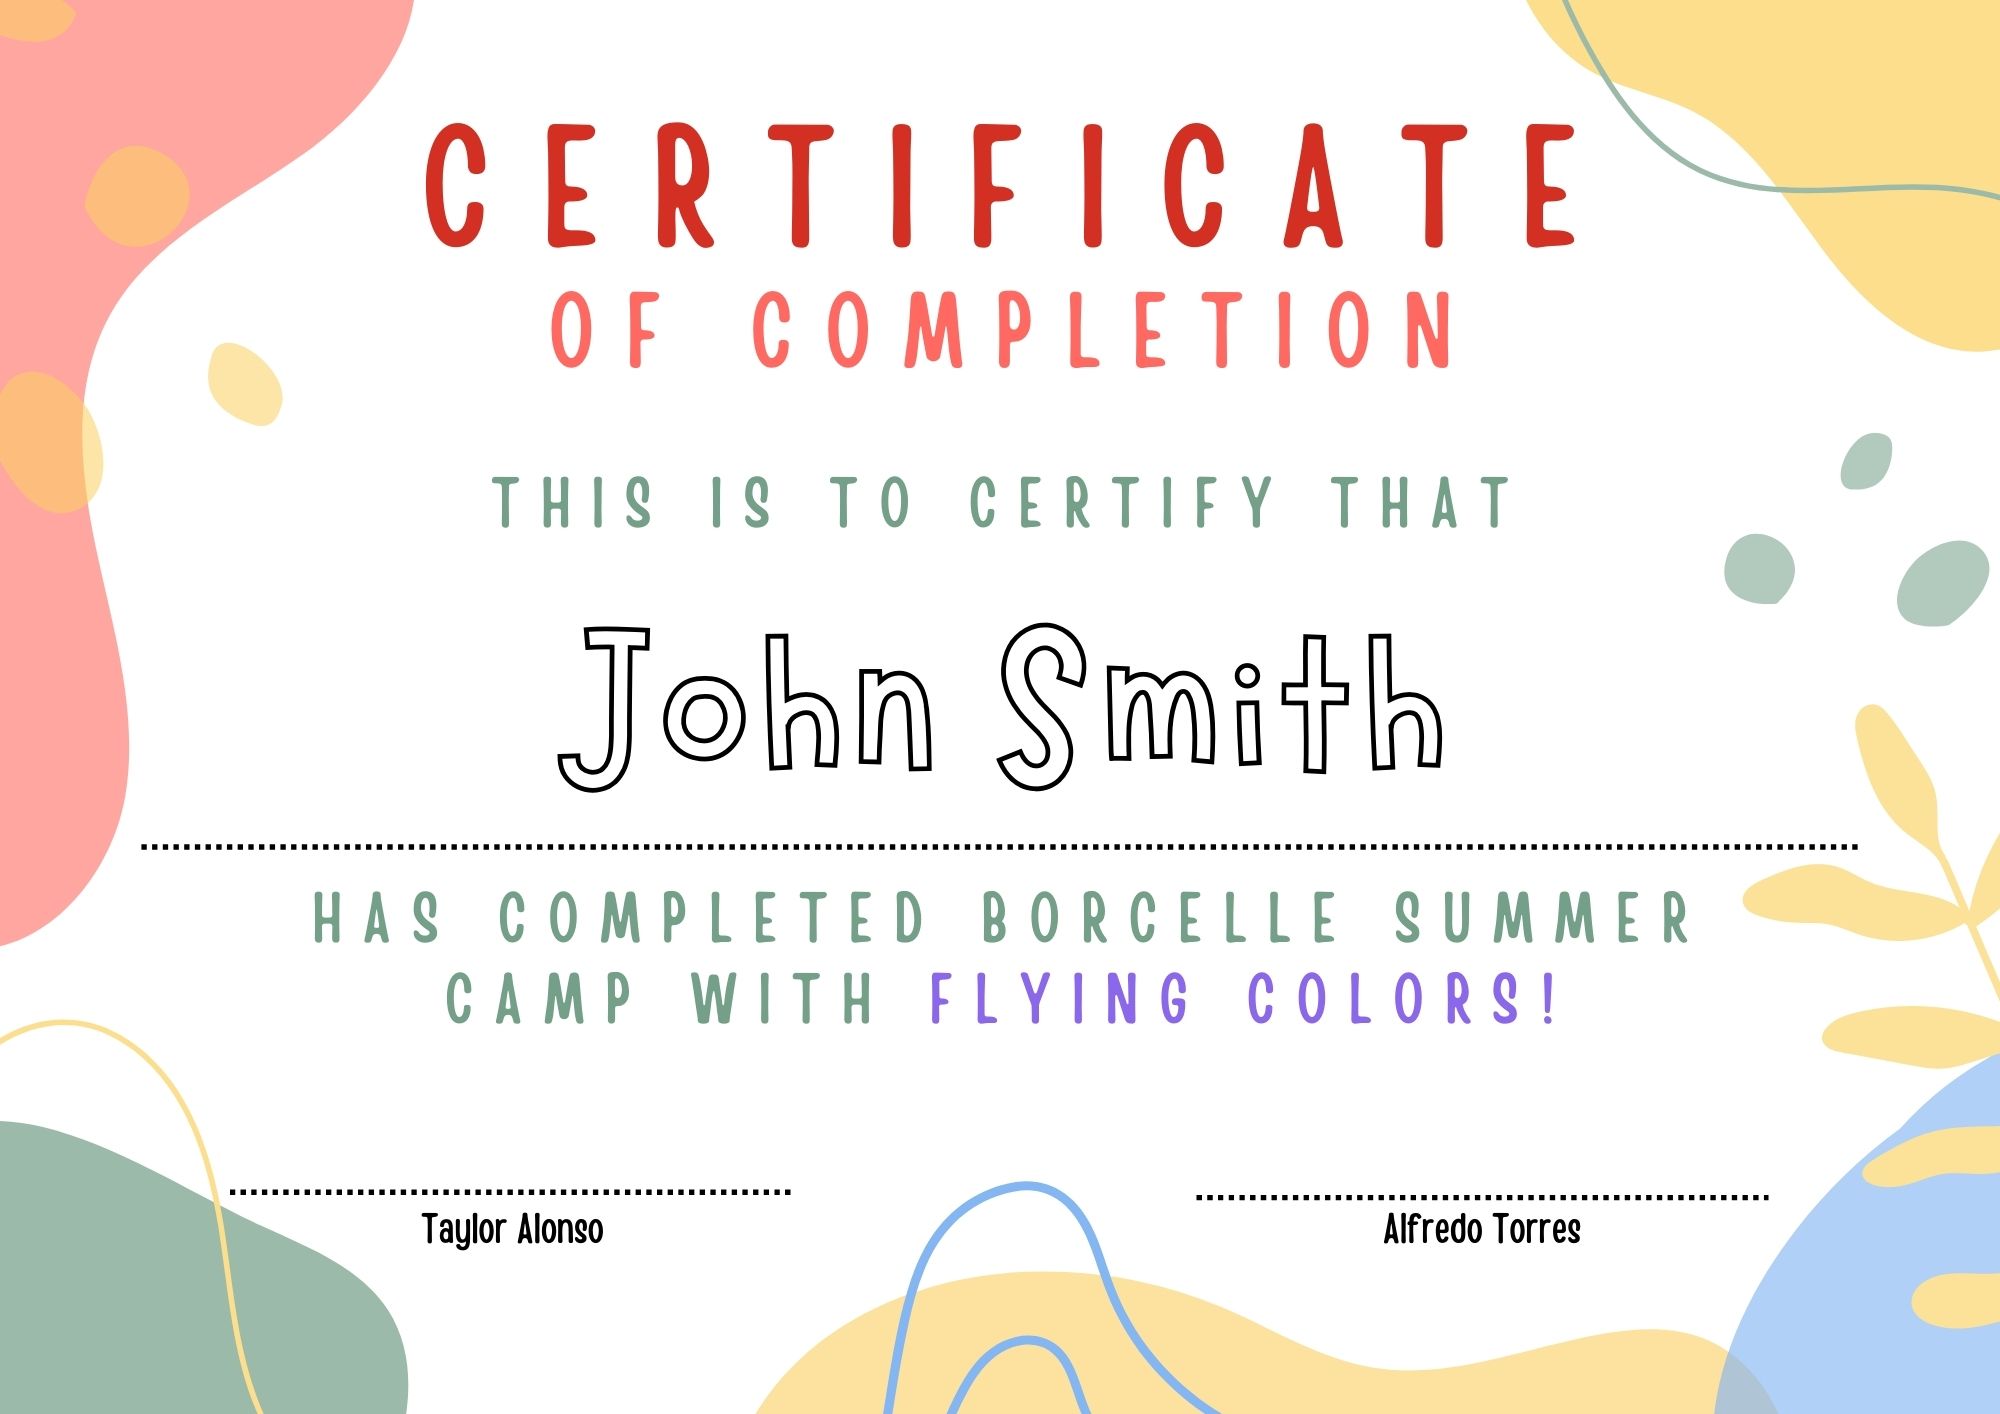 CERTIFICATE
OF COMPLETION
THIS IS TO CERTIFY THAT
John Smith
HAS COMPLETED BORCELLE SUMMER
CAMP WITH FLYING COLORS!
Taylor Alonso
Alfredo Torres